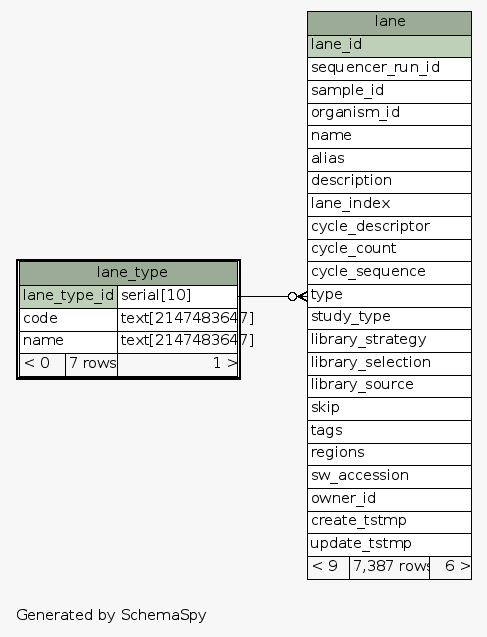 lane
lane_id
sequencer_run_id
sample_id
organism_id
name
alias
description
lane_index
cycle_descriptor
cycle_count
cycle_sequence
type
study_type
library_strategy
library_selection
library_source
skip
tags
regions
sw_accession
owner_id
create_tstmp
update_tstmp
< 9 7,387 rows 6 >
lane_type
lane_type_id serial[10]
code text[2147483647]
name text[2147483647]
< 0 7 rows 1 >
Generated by SchemaSpy